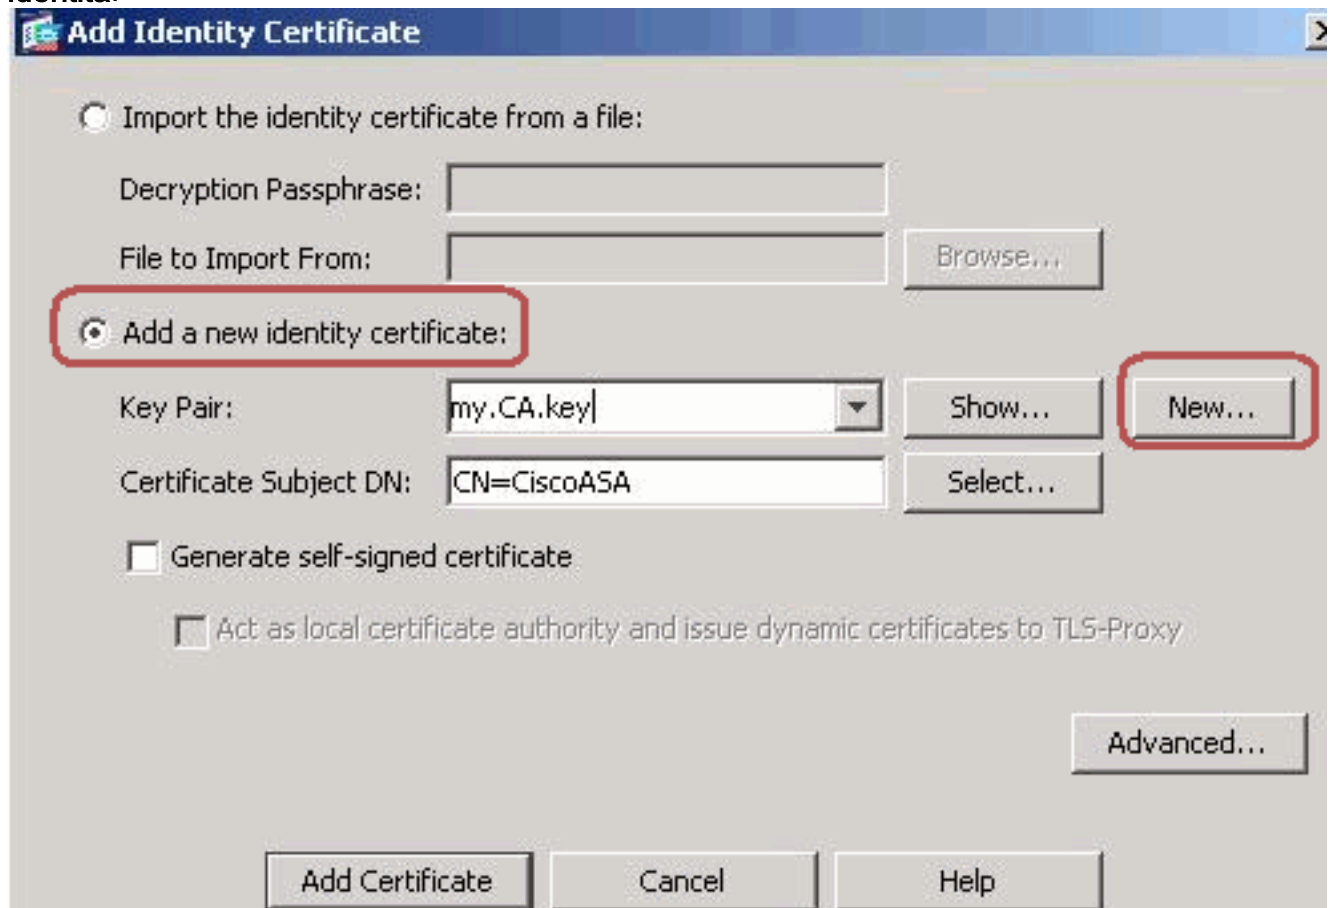 Add Identity Certificate
Import the identity certificate from a file:
Decryption Passphrase:
File to Import From: Browse...
Add a new identity certificate:
Key Pair: my.CA.key Show... New...
Certificate Subject DN: CN=CiscoASA Select...
Generate self-signed certificate
Act as local certificate authority and issue dynamic certificates to TLS-Proxy
Advanced...
Add Certificate Cancel Help